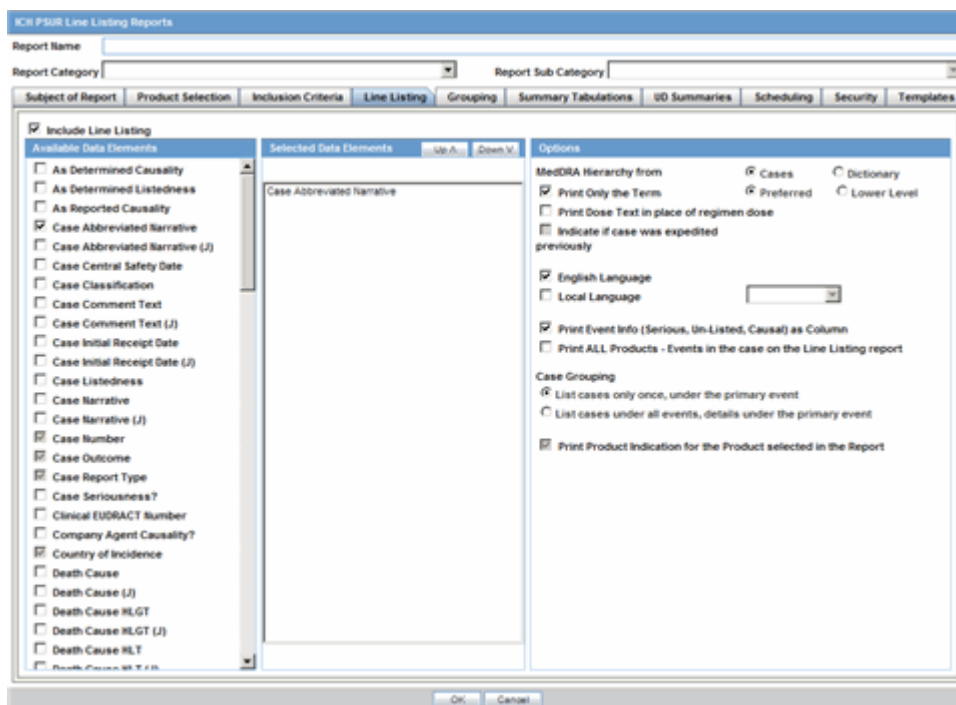 ICH PSUR Line Listing Reports
Report Name
Report Category Report Sub Category
Subject of Report Product Selection Inclusion Criteria Line Listing Grouping Summary Tabulations UD Summaries Scheduling Security Templates
Include Line Listing
Available Data Elements
As Determined Causality
As Determined Listedness
As Reported Causality
Case Abbreviated Narrative
Case Abbreviated Narrative (J)
Case Central Safety Date
Case Classification
Case Comment Text
Case Comment Text (J)
Case Initial Receipt Date
Case Initial Receipt Date (J)
Case Listedness
Case Narrative
Case Narrative (J)
Case Number
Case Outcome
Case Report Type
Case Seriousness?
Clinical EUDRACT Number
Company Agent Causality?
Country of Incidence
Death Cause
Death Cause (J)
Death Cause HLGT
Death Cause HLGT (J)
Death Cause HLT
Death Cause HLT (J)
Selected Data Elements Up Λ Down V
Case Abbreviated Narrative
Options
MedDRA Hierarchy from Cases Dictionary
Print Only the Term Preferred Lower Level
Print Dose Text in place of regimen dose
Indicate if case was expedited
previously
English Language
Local Language
Print Event Info (Serious, Un-Listed, Causal) as Column
Print ALL Products - Events in the case on the Line Listing report
Case Grouping
List cases only once, under the primary event
List cases under all events, details under the primary event
Print Product Indication for the Product selected in the Report
OK Cancel